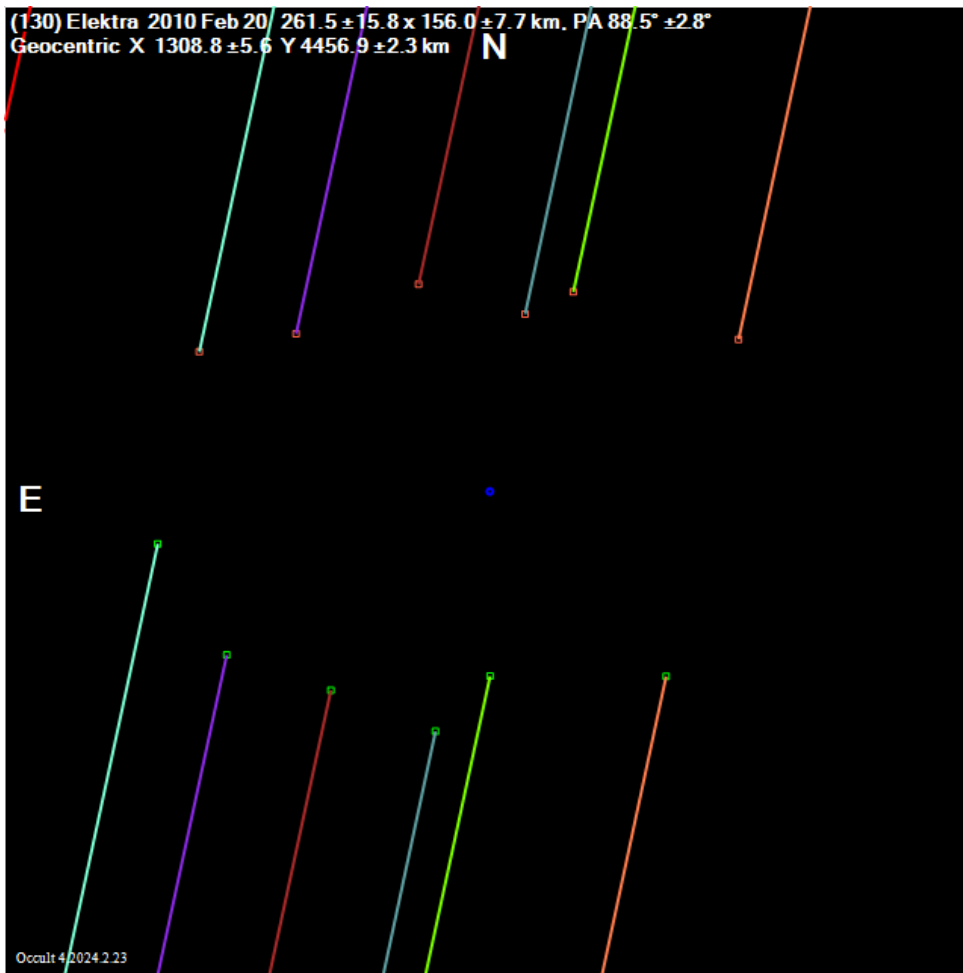 (130) Elektra 2010 Feb 20 261.5 ±15.8 x 156.0 ±7.7 km, PA 88.5° ±2.8°
Geocentric X 1308.8 ±5.6 Y 4456.9 ±2.3 km
N
E
Occult 4.2024.2.23